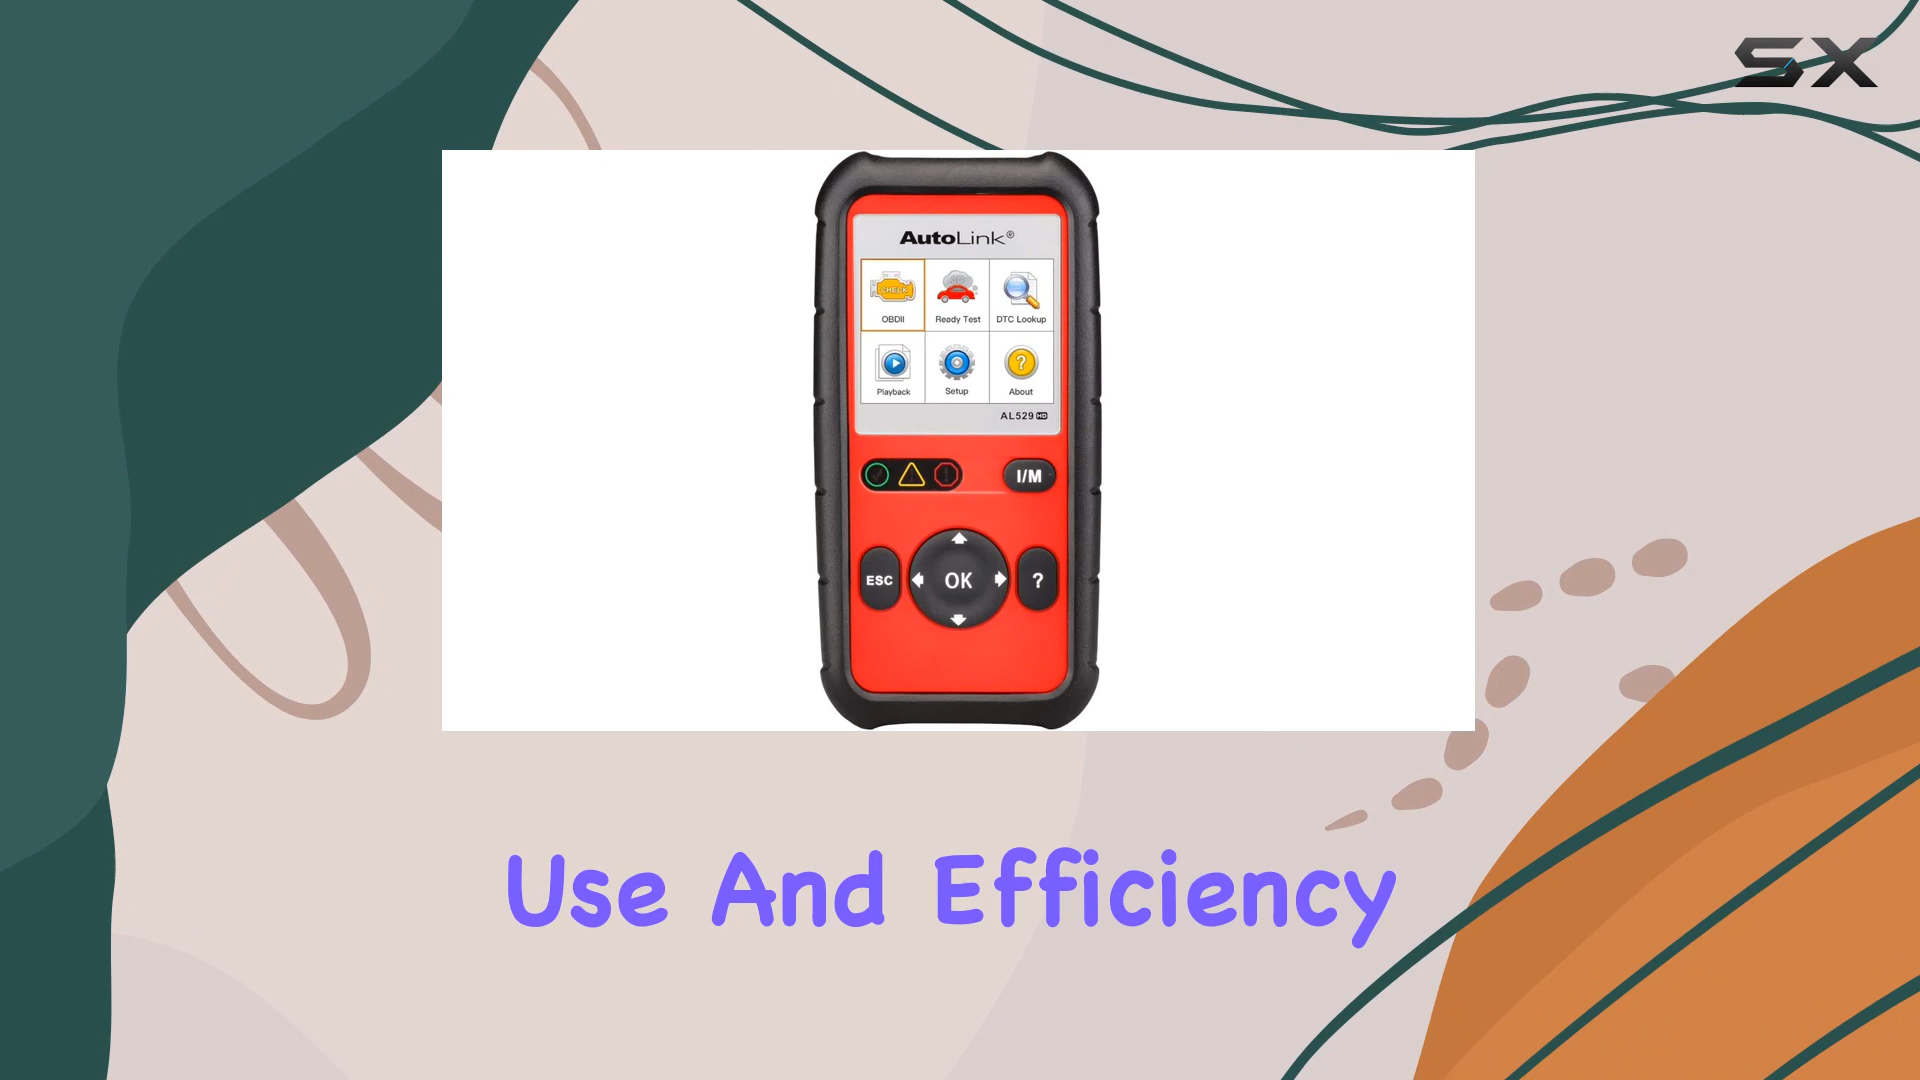 SX
AutoLink®
CHECK
OBDII
Ready Test
DTC Lookup
?
Playback
Setup
About
AL529 HD
I/M
ESC
OK
?
Use And Efficiency